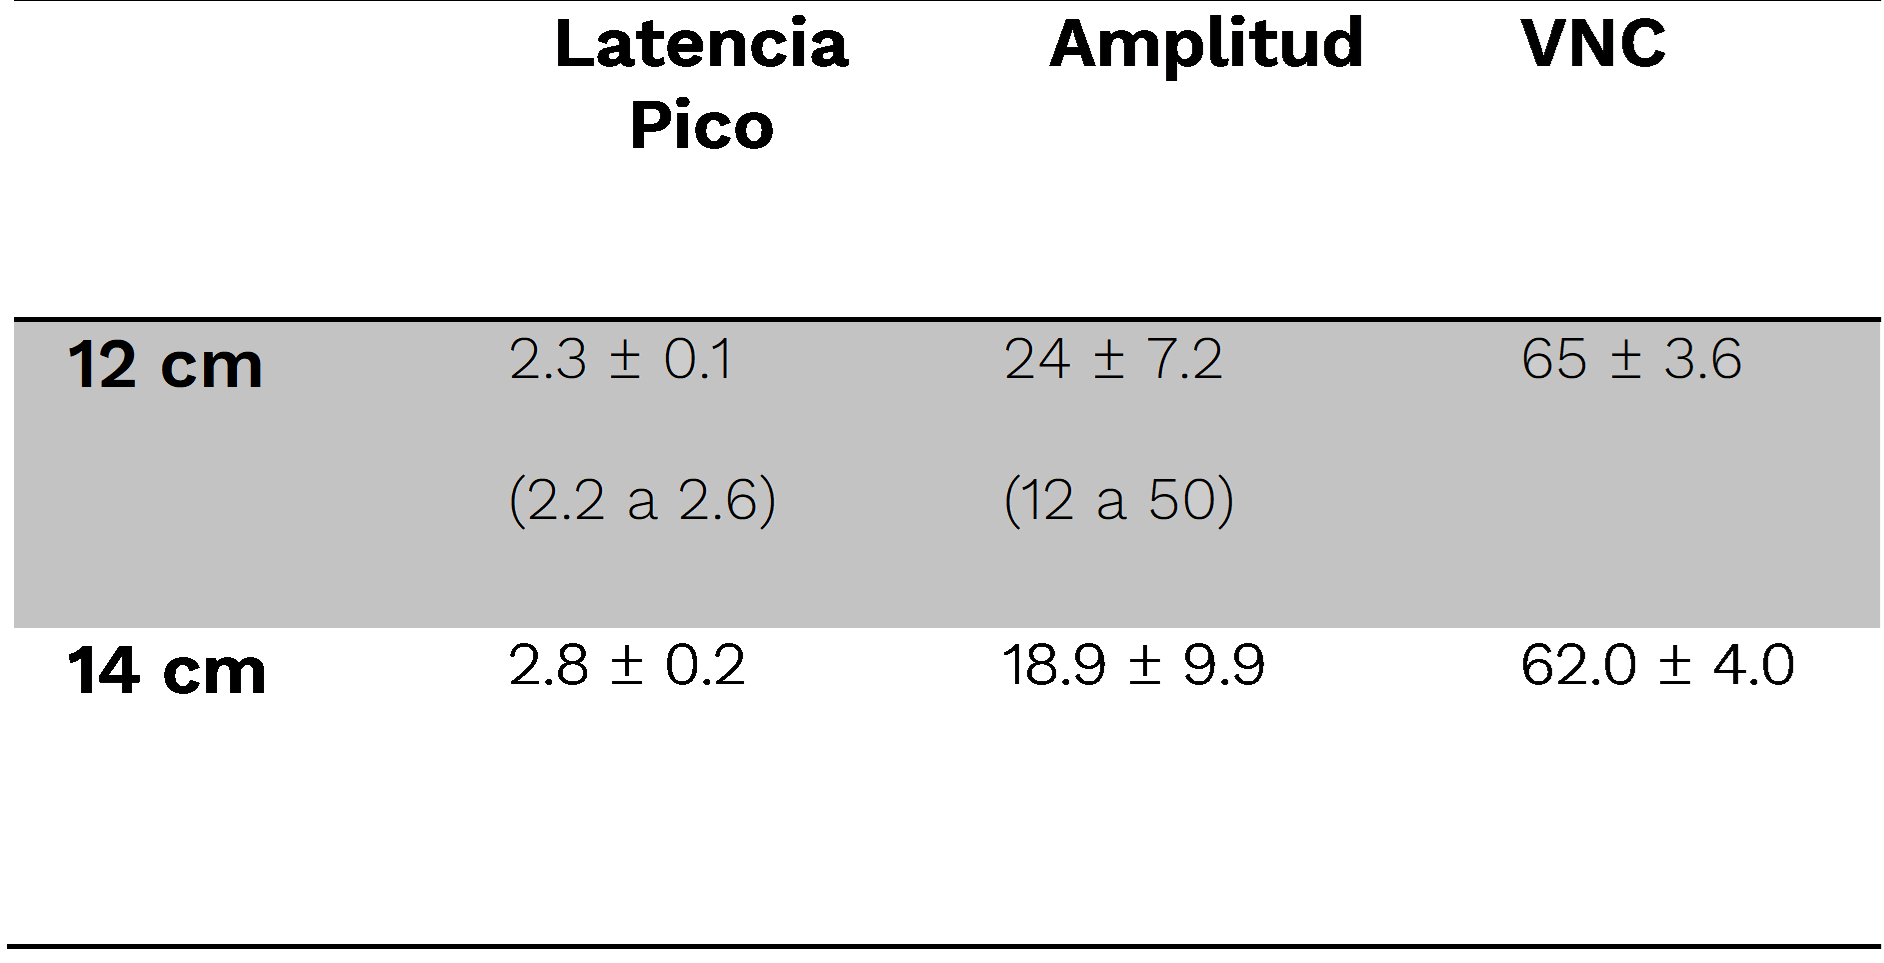 Latencia Pico Amplitud VNC
12 cm 2.3 ± 0.1 24 ± 7.2 65 ± 3.6
(2.2 a 2.6) (12 a 50)
14 cm 2.8 ± 0.2 18.9 ± 9.9 62.0 ± 4.0